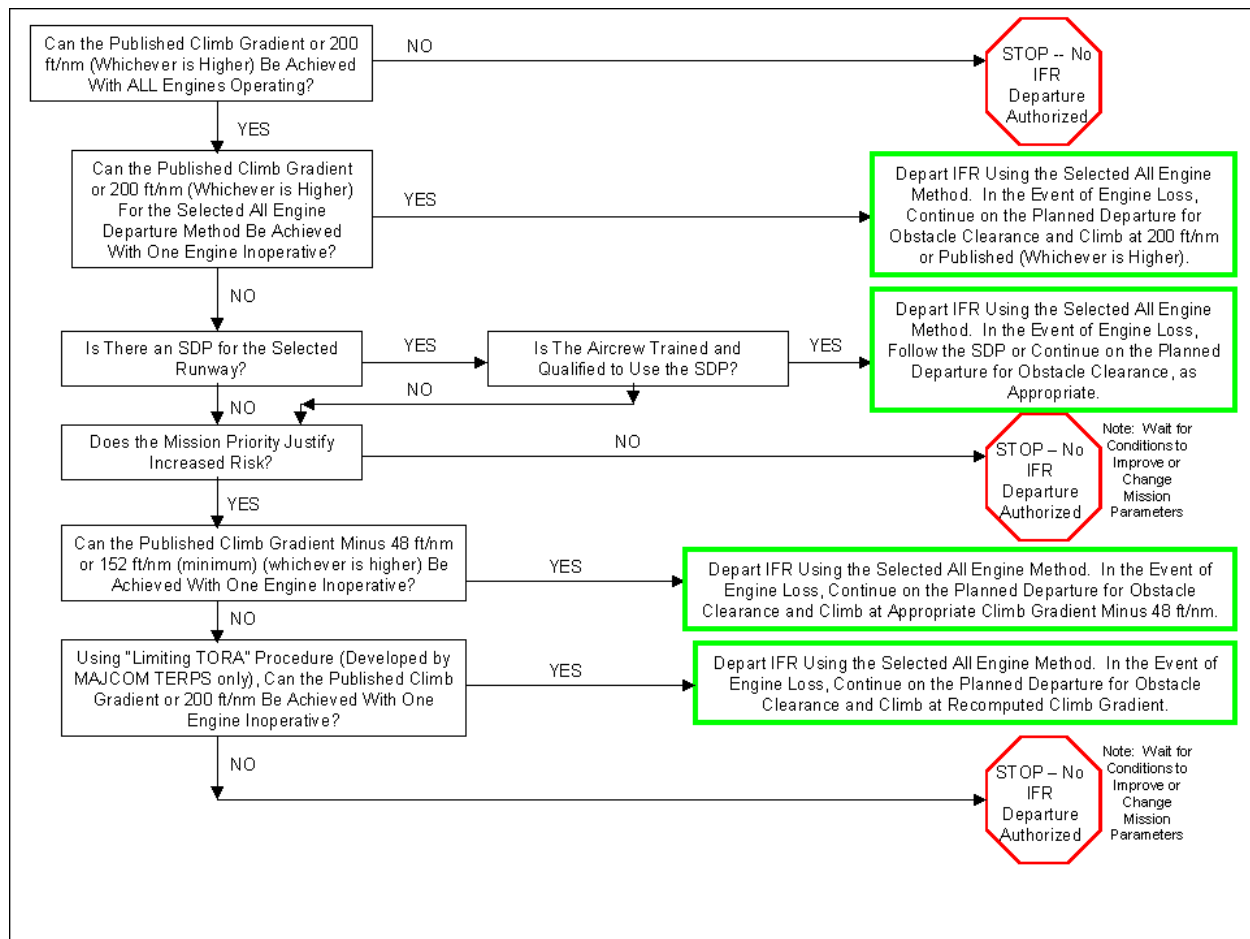 Can the Published Climb Gradient or 200
ft/nm (Whichever is Higher) Be Achieved
With ALL Engines Operating?
NO
STOP -- No
IFR
Departure
Authorized
YES
Can the Published Climb Gradient
or 200 ft/nm (Whichever is Higher)
For the Selected All Engine
Departure Method Be Achieved
With One Engine Inoperative?
YES
Depart IFR Using the Selected All Engine
Method. In the Event of Engine Loss,
Continue on the Planned Departure for
Obstacle Clearance and Climb at 200 ft/nm
or Published (Whichever is Higher).
NO
Is There an SDP for the Selected
Runway?
YES
Is The Aircrew Trained and
Qualified to Use the SDP?
YES
Depart IFR Using the Selected All Engine
Method. In the Event of Engine Loss,
Follow the SDP or Continue on the Planned
Departure for Obstacle Clearance, as
Appropriate.
NO
NO
Does the Mission Priority Justify
Increased Risk?
NO
STOP – No
IFR
Departure
Authorized
Note: Wait for
Conditions to
Improve or
Change
Mission
Parameters
YES
Can the Published Climb Gradient Minus 48 ft/nm
or 152 ft/nm (minimum) (whichever is higher) Be
Achieved With One Engine Inoperative?
YES
Depart IFR Using the Selected All Engine Method. In the Event of
Engine Loss, Continue on the Planned Departure for Obstacle
Clearance and Climb at Appropriate Climb Gradient Minus 48 ft/nm.
NO
Using "Limiting TORA" Procedure (Developed by
MAJCOM TERPS only), Can the Published Climb
Gradient or 200 ft/nm Be Achieved With One
Engine Inoperative?
YES
Depart IFR Using the Selected All Engine Method. In the Event of
Engine Loss, Continue on the Planned Departure for Obstacle
Clearance and Climb at Recomputed Climb Gradient.
NO
STOP – No
IFR
Departure
Authorized
Note: Wait for
Conditions to
Improve or
Change
Mission
Parameters